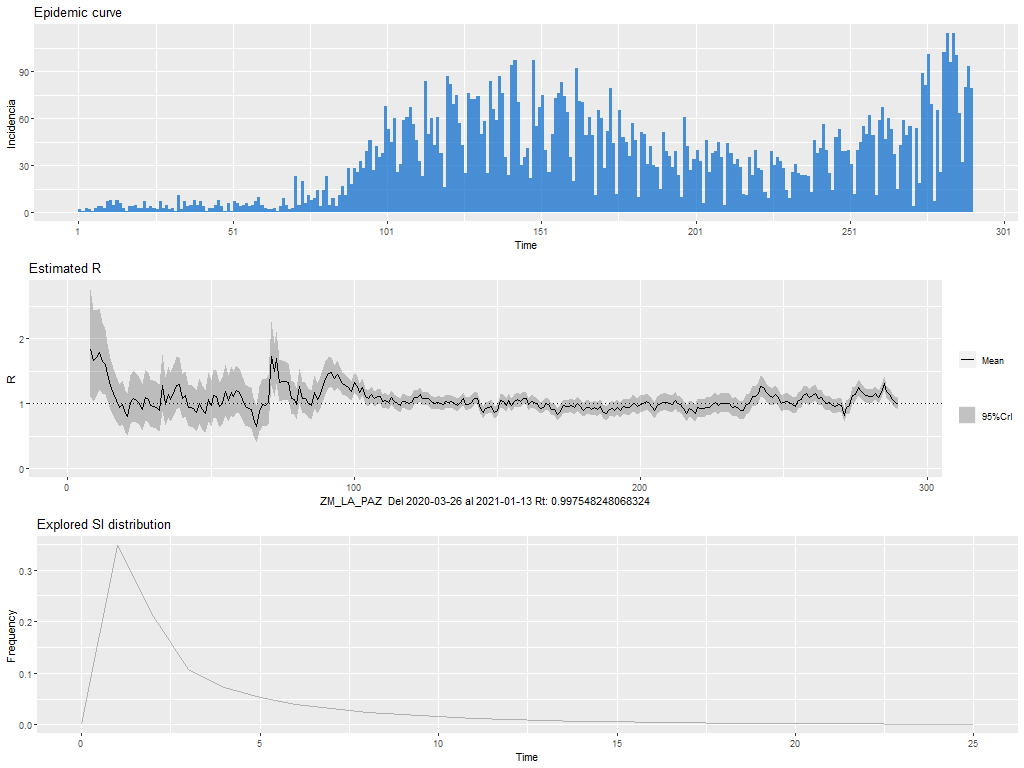 Epidemic curve
Incidencia
90
60
30
0
1
51
101
151
201
251
301
Time
Estimated R
R
2
1
0
0
100
200
300
ZM_LA_PAZ Del 2020-03-26 al 2021-01-13 Rt: 0.997548248068324
Mean
95%CrI
Explored SI distribution
Frequency
0.3
0.2
0.1
0.0
0
5
10
15
20
25
Time